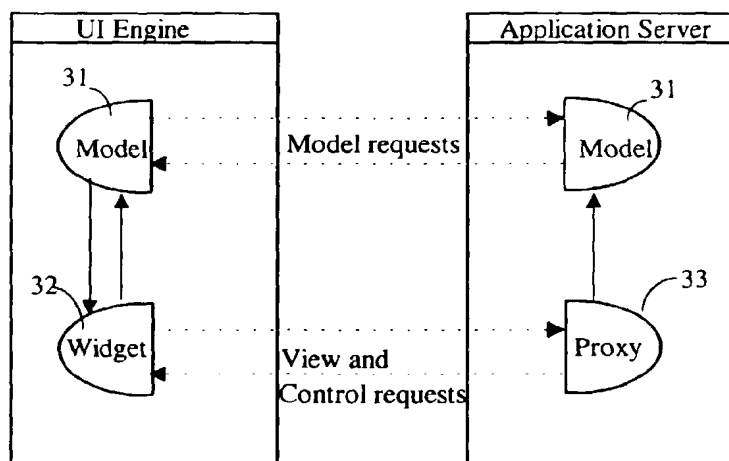 UI Engine
Application Server
31
31
Model
Model requests
Model
32
33
Widget
Proxy
View and
Control requests